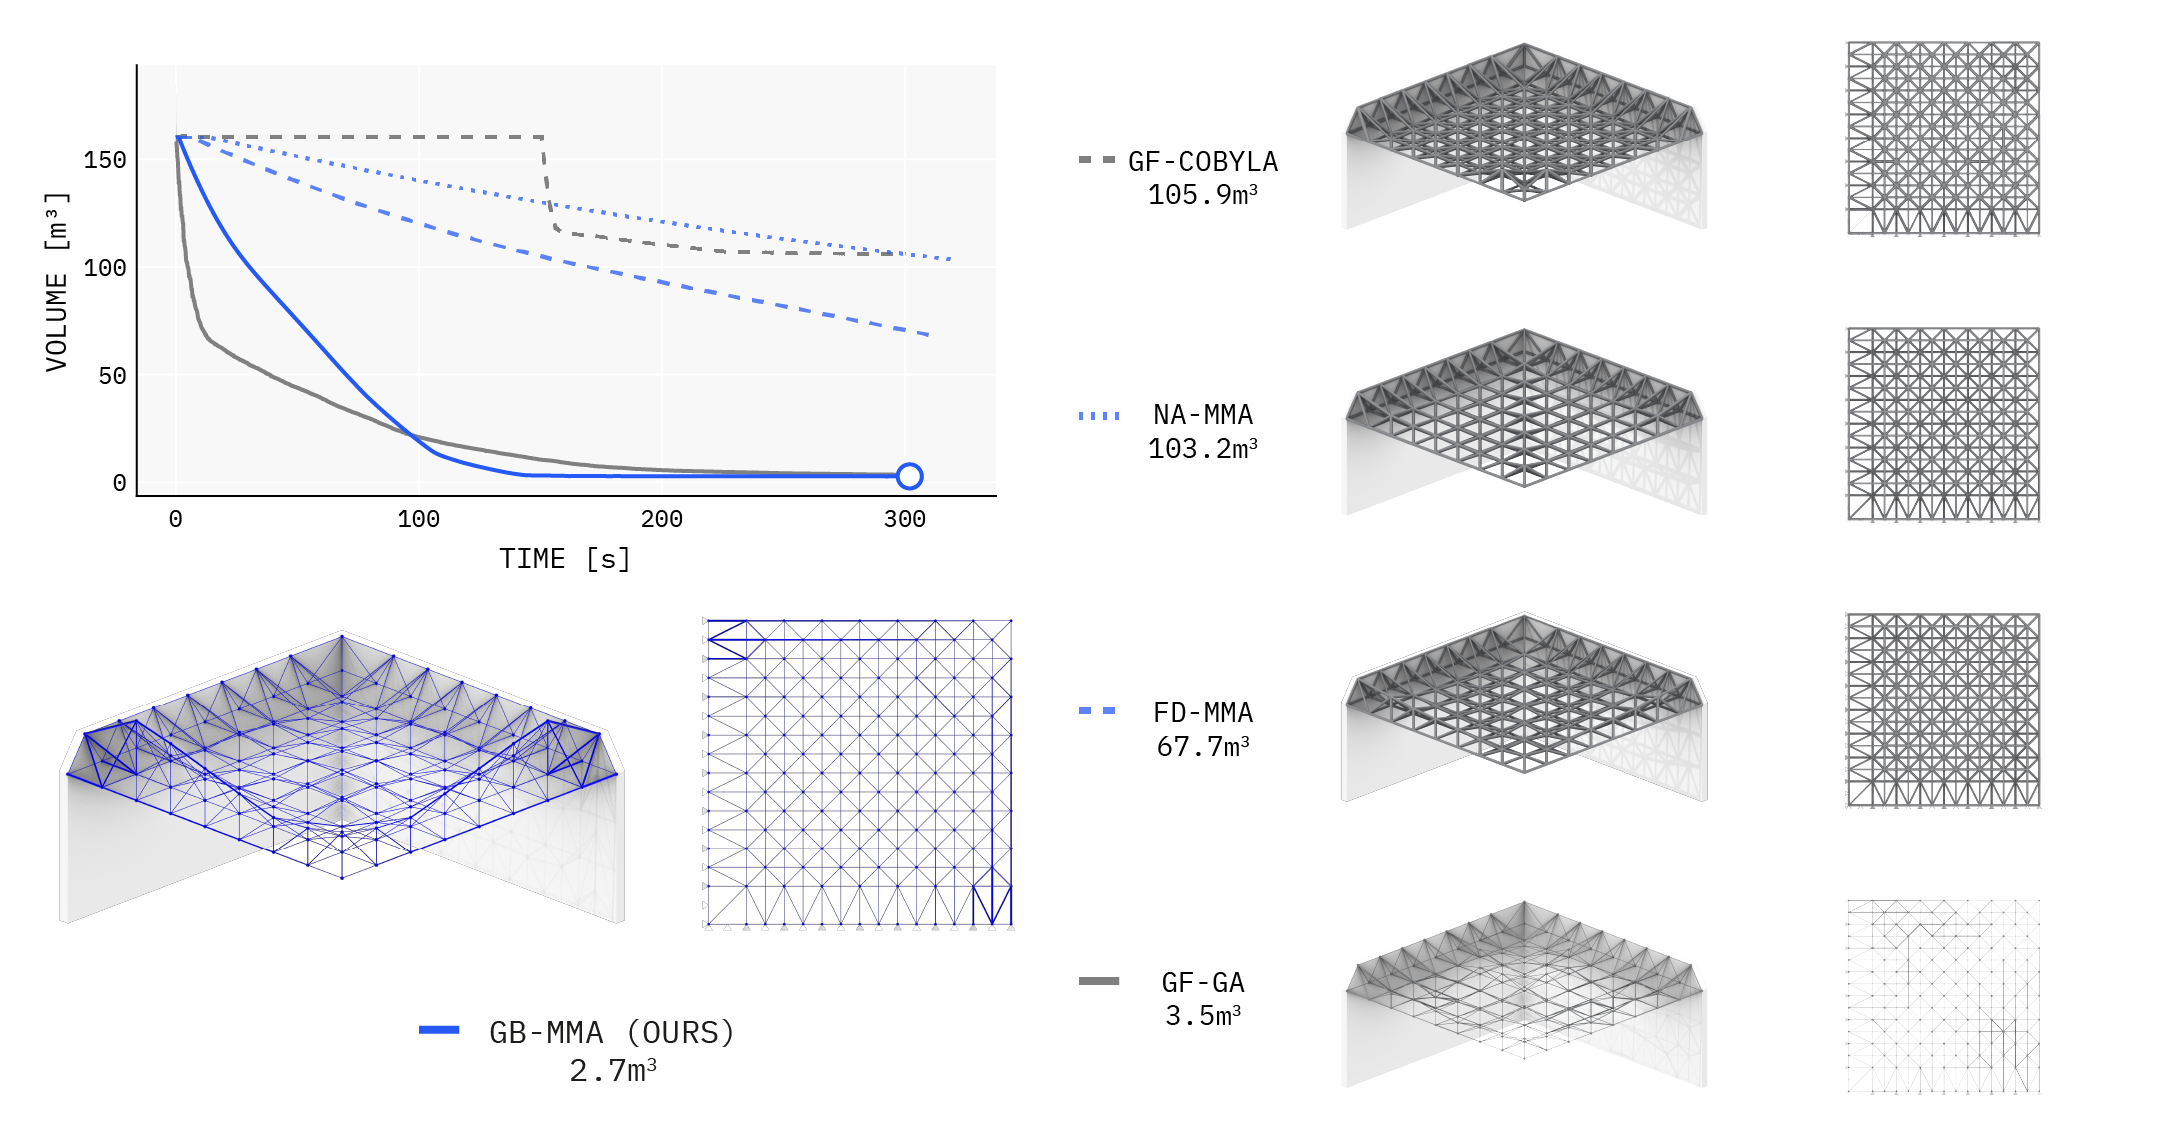 VOLUME [m³]
150
100
50
0
0
100
200
300
TIME [s]
GF-COBYLA
105.9m³
NA-MMA
103.2m³
FD-MMA
67.7m³
GF-GA
3.5m³
GB-MMA (OURS)
2.7m³